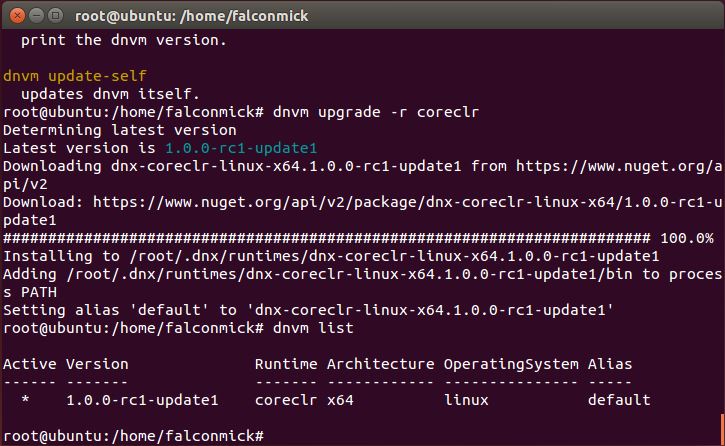 root@ubuntu: /home/falconmick
  print the dnvm version.
dnvm update-self
  updates dnvm itself.
root@ubuntu:/home/falconmick# dnvm upgrade -r coreclr
Determining latest version
Latest version is 1.0.0-rc1-update1
Downloading dnx-coreclr-linux-x64.1.0.0-rc1-update1 from https://www.nuget.org/a
pi/v2
Download: https://www.nuget.org/api/v2/package/dnx-coreclr-linux-x64/1.0.0-rc1-u
pdate1
######################################################################## 100.0%
Installing to /root/.dnx/runtimes/dnx-coreclr-linux-x64.1.0.0-rc1-update1
Adding /root/.dnx/runtimes/dnx-coreclr-linux-x64.1.0.0-rc1-update1/bin to proces
s PATH
Setting alias 'default' to 'dnx-coreclr-linux-x64.1.0.0-rc1-update1'
root@ubuntu:/home/falconmick# dnvm list
Active Version              Runtime Architecture OperatingSystem Alias
------ -------              ------- ------------ --------------- -----
  *    1.0.0-rc1-update1    coreclr x64          linux           default
root@ubuntu:/home/falconmick#